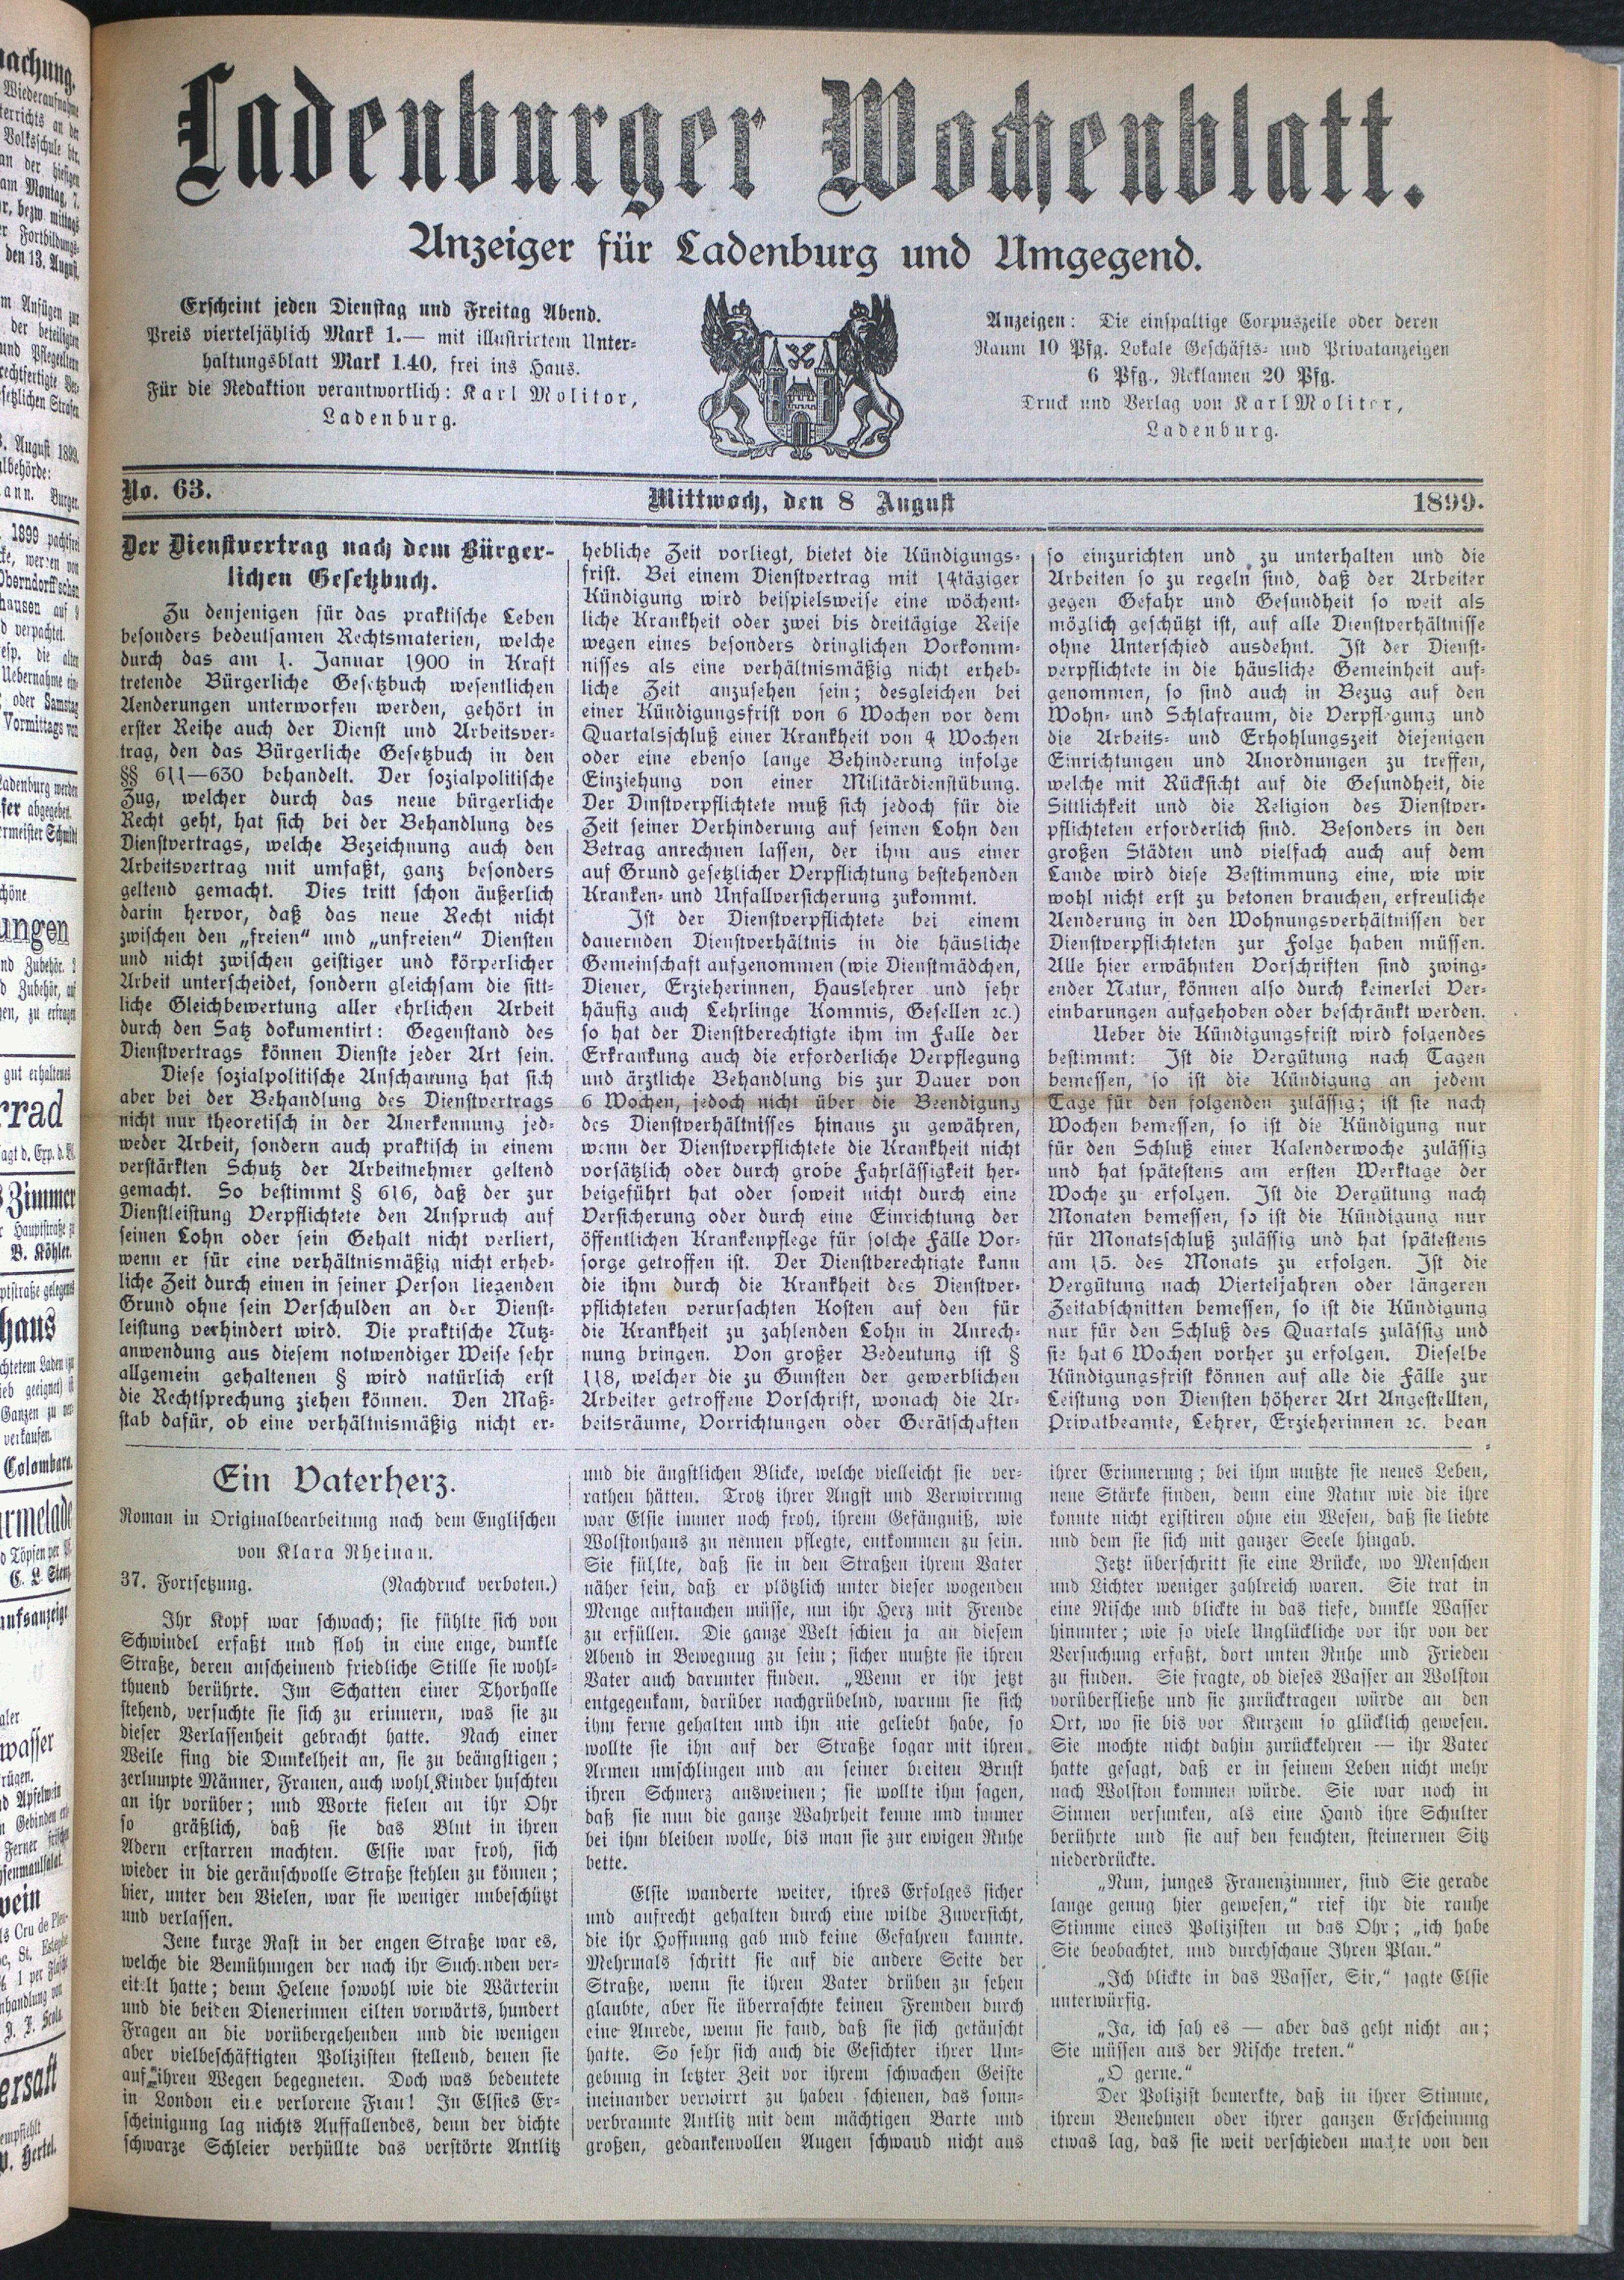 Ladenburger Wochenblatt.
Anzeiger für Ladenburg und Umgegend.
Erscheint jeden Dienstag und Freitag Abend.
Preis vierteljährlich Mark 1.— mit illustrirtem Unter-
haltungsblatt Mark 1.40, frei ins Haus.
Für die Redaktion verantwortlich: Karl Molitor,
Ladenburg.
Anzeigen: Die einspaltige Corpuszeile oder deren
Raum 10 Pfg. Lokale Geschäfts- und Privatanzeigen
6 Pfg., Reklamen 20 Pfg.
Druck und Verlag von Karl Molitor,
Ladenburg.
No. 63.
Mittwoch, den 8 August
1899.
Der Dienstvertrag nach dem Bürger-
lichen Gesetzbuch.
Zu denjenigen für das praktische Leben
besonders bedeutsamen Rechtsmaterien, welche
durch das am 1. Januar 1900 in Kraft
tretende Bürgerliche Gesetzbuch wesentlichen
Aenderungen unterworfen werden, gehört in
erster Reihe auch der Dienst und Arbeitsver-
trag, den das Bürgerliche Gesetzbuch in den
§§ 611—630 behandelt. Der sozialpolitische
Zug, welcher durch das neue bürgerliche
Recht geht, hat sich bei der Behandlung des
Dienstvertrags, welche Bezeichnung auch den
Arbeitsvertrag mit umfaßt, ganz besonders
geltend gemacht. Dies tritt schon äußerlich
darin hervor, daß das neue Recht nicht
zwischen den „freien“ und „unfreien“ Diensten
und nicht zwischen geistiger und körperlicher
Arbeit unterscheidet, sondern gleichsam die sitt-
liche Gleichbewertung aller ehrlichen Arbeit
durch den Satz dokumentirt: Gegenstand des
Dienstvertrags können Dienste jeder Art sein.
Diese sozialpolitische Anschauung hat sich
aber bei der Behandlung des Dienstvertrags
nicht nur theoretisch in der Anerkennung jed-
weder Arbeit, sondern auch praktisch in einem
verstärkten Schutz der Arbeitnehmer geltend
gemacht. So bestimmt § 616, daß der zur
Dienstleistung Verpflichtete den Anspruch auf
seinen Lohn oder sein Gehalt nicht verliert,
wenn er für eine verhältnismäßig nicht erheb-
liche Zeit durch einen in seiner Person liegenden
Grund ohne sein Verschulden an der Dienst-
leistung verhindert wird. Die praktische Nutz-
anwendung aus diesem notwendiger Weise sehr
allgemein gehaltenen § wird natürlich erst
die Rechtsprechung ziehen können. Den Maß-
stab dafür, ob eine verhältnismäßig nicht er-
hebliche Zeit vorliegt, bietet die Kündigungs-
frist. Bei einem Dienstvertrag mit 14tägiger
Kündigung wird beispielsweise eine wöchent-
liche Krankheit oder zwei bis dreitägige Reise
wegen eines besonders dringlichen Vorkomm-
nisses als eine verhältnismäßig nicht erheb-
liche Zeit anzusehen sein; desgleichen bei
einer Kündigungsfrist von 6 Wochen vor dem
Quartalsschluß einer Krankheit von 4 Wochen
oder eine ebenso lange Behinderung infolge
Einziehung von einer Militärdienstübung.
Der Dinstverpflichtete muß sich jedoch für die
Zeit seiner Verhinderung auf seinen Lohn den
Betrag anrechnen lassen, der ihm aus einer
auf Grund gesetzlicher Verpflichtung bestehenden
Kranken- und Unfallversicherung zukommt.
Ist der Dienstverpflichtete bei einem
dauernden Dienstverhältnis in die häusliche
Gemeinschaft aufgenommen (wie Dienstmädchen,
Diener, Erzieherinnen, Hauslehrer und sehr
häufig auch Lehrlinge Kommis, Gesellen ⁊c.)
so hat der Dienstberechtigte ihm im Falle der
Erkrankung auch die erforderliche Verpflegung
und ärztliche Behandlung bis zur Dauer von
6 Wochen, jedoch nicht über die Beendigung
des Dienstverhältnisses hinaus zu gewähren,
wenn der Dienstverpflichtete die Krankheit nicht
vorsätzlich oder durch grobe Fahrlässigkeit her-
beigeführt hat oder soweit nicht durch eine
Versicherung oder durch eine Einrichtung der
öffentlichen Krankenpflege für solche Fälle Vor-
sorge getroffen ist. Der Dienstberechtigte kann
die ihm durch die Krankheit des Dienstver-
pflichteten verursachten Kosten auf den für
die Krankheit zu zahlenden Lohn in Anrech-
nung bringen. Von großer Bedeutung ist §
118, welcher die zu Gunsten der gewerblichen
Arbeiter getroffene Vorschrift, wonach die Ar-
beitsräume, Vorrichtungen oder Gerätschaften
so einzurichten und zu unterhalten und die
Arbeiten so zu regeln sind, daß der Arbeiter
gegen Gefahr und Gesundheit so weit als
möglich geschützt ist, auf alle Dienstverhältnisse
ohne Unterschied ausdehnt. Ist der Dienst-
verpflichtete in die häusliche Gemeinheit auf-
genommen, so sind auch in Bezug auf den
Wohn- und Schlafraum, die Verpflegung und
die Arbeits- und Erhohlungszeit diejenigen
Einrichtungen und Anordnungen zu treffen,
welche mit Rücksicht auf die Gesundheit, die
Sittlichkeit und die Religion des Dienstver-
pflichteten erforderlich sind. Besonders in den
großen Städten und vielfach auch auf dem
Lande wird diese Bestimmung eine, wie wir
wohl nicht erst zu betonen brauchen, erfreuliche
Aenderung in den Wohnungsverhältnissen der
Dienstverpflichteten zur Folge haben müssen.
Alle hier erwähnten Vorschriften sind zwing-
ender Natur, können also durch keinerlei Ver-
einbarungen aufgehoben oder beschränkt werden.
Ueber die Kündigungsfrist wird folgendes
bestimmt: Ist die Vergütung nach Tagen
bemessen, so ist die Kündigung an jedem
Tage für den folgenden zulässig; ist sie nach
Wochen bemessen, so ist die Kündigung nur
für den Schluß einer Kalenderwoche zulässig
und hat spätestens am ersten Werktage der
Woche zu erfolgen. Ist die Vergütung nach
Monaten bemessen, so ist die Kündigung nur
für Monatsschluß zulässig und hat spätestens
am 15. des Monats zu erfolgen. Ist die
Vergütung nach Vierteljahren oder längeren
Zeitabschnitten bemessen, so ist die Kündigung
nur für den Schluß des Quartals zulässig und
sie hat 6 Wochen vorher zu erfolgen. Dieselbe
Kündigungsfrist können auf alle die Fälle zur
Leistung von Diensten höherer Art Angestellten,
Privatbeamte, Lehrer, Erzieherinnen ⁊c. bean
Ein Vaterherz.
Roman in Originalbearbeitung nach dem Englischen
von Klara Rheinau.
37. Fortsetzung. (Nachdruck verboten.)
Ihr Kopf war schwach; sie fühlte sich von
Schwindel erfaßt und floh in eine enge, dunkle
Straße, deren anscheinend friedliche Stille sie wohl-
thuend berührte. Im Schatten einer Thorhalle
stehend, versuchte sie sich zu erinnern, was sie zu
dieser Verlassenheit gebracht hatte. Nach einer
Weile fing die Dunkelheit an, sie zu beängstigen;
zerlumpte Männer, Frauen, auch wohl Kinder huschten
an ihr vorüber; und Worte fielen an ihr Ohr
so gräßlich, daß sie das Blut in ihren
Adern erstarren machten. Elsie war froh, sich
wieder in die geräuschvolle Straße stehlen zu können;
hier, unter den Vielen, war sie weniger unbeschützt
und verlassen.
Jene kurze Rast in der engen Straße war es,
welche die Bemühungen der nach ihr Suchenden ver-
eitelt hatte; denn Helene sowohl wie die Wärterin
und die beiden Dienerinnen eilten vorwärts, hundert
Fragen an die vorübergehenden und die wenigen
aber vielbeschäftigten Polizisten stellend, denen sie
auf ihren Wegen begegneten. Doch was bedeutete
in London eine verlorene Frau! In Elsies Er-
scheinigung lag nichts Auffallendes, denn der dichte
schwarze Schleier verhüllte das verstörte Antlitz
und die ängstlichen Blicke, welche vielleicht sie ver-
rathen hätten. Trotz ihrer Angst und Verwirrung
war Elsie immer noch froh, ihrem Gefängniß, wie
Wolstonhaus zu nennen pflegte, entkommen zu sein.
Sie fühlte, daß sie in den Straßen ihrem Vater
näher sein, daß er plötzlich unter dieser wogenden
Menge auftauchen müsse, um ihr Herz mit Freude
zu erfüllen. Die ganze Welt schien ja an diesem
Abend in Bewegung zu sein; sicher mußte sie ihren
Vater auch darunter finden. „Wenn er ihr jetzt
entgegenkam, darüber nachgrübelnd, warum sie sich
ihm ferne gehalten und ihn nie geliebt habe, so
wollte sie ihn auf der Straße sogar mit ihren
Armen umschlingen und an seiner breiten Brust
ihren Schmerz ausweinen; sie wollte ihm sagen,
daß sie nun die ganze Wahrheit kenne und immer
bei ihm bleiben wolle, bis man sie zur ewigen Ruhe
bette.
Elsie wanderte weiter, ihres Erfolges sicher
und aufrecht gehalten durch eine wilde Zuversicht,
die ihr Hoffnung gab und keine Gefahren kannte.
Mehrmals schritt sie auf die andere Seite der
Straße, wenn sie ihren Vater drüben zu sehen
glaubte, aber sie überraschte keinen Fremden durch
eine Anrede, wenn sie fand, daß sie sich getäuscht
hatte. So sehr sich auch die Gesichter ihrer Um-
gebung in letzter Zeit vor ihrem schwachen Geiste
ineinander verwirrt zu haben schienen, das sonn-
verbrannte Antlitz mit dem mächtigen Barte und
großen, gedankenvollen Augen schwand nicht aus
ihrer Erinnerung; bei ihm mußte sie neues Leben,
neue Stärke finden, denn eine Natur wie die ihre
konnte nicht existiren ohne ein Wesen, daß sie liebte
und dem sie sich mit ganzer Seele hingab.
Jetzt überschritt sie eine Brücke, wo Menschen
und Lichter weniger zahlreich waren. Sie trat in
eine Nische und blickte in das tiefe, dunkle Wasser
hinunter; wie so viele Unglückliche vor ihr von der
Versuchung erfaßt, dort unten Ruhe und Frieden
zu finden. Sie fragte, ob dieses Wasser an Wolston
vorüberfließe und sie zurücktragen würde an den
Ort, wo sie bis vor Kurzem so glücklich gewesen.
Sie mochte nicht dahin zurückkehren — ihr Vater
hatte gesagt, daß er in seinem Leben nicht mehr
nach Wolston kommen würde. Sie war noch in
Sinnen versunken, als eine Hand ihre Schulter
berührte und sie auf den feuchten, steinernen Sitz
niederdrückte.
„Nun, junges Frauenzimmer, sind Sie gerade
lange genug hier gewesen,“ rief ihr die rauhe
Stimme eines Polizisten in das Ohr; „ich habe
Sie beobachtet, und durchschaue Ihren Plan.“
„Ich blickte in das Wasser, Sir,“ sagte Elsie
unterwürfig.
„Ja, ich sah es — aber das geht nicht an;
Sie müssen aus der Nische treten.“
„O gerne.“
Der Polizist bemerkte, daß in ihrer Stimme,
ihrem Benehmen oder ihrer ganzen Erscheinung
etwas lag, das sie weit verschieden machte von den